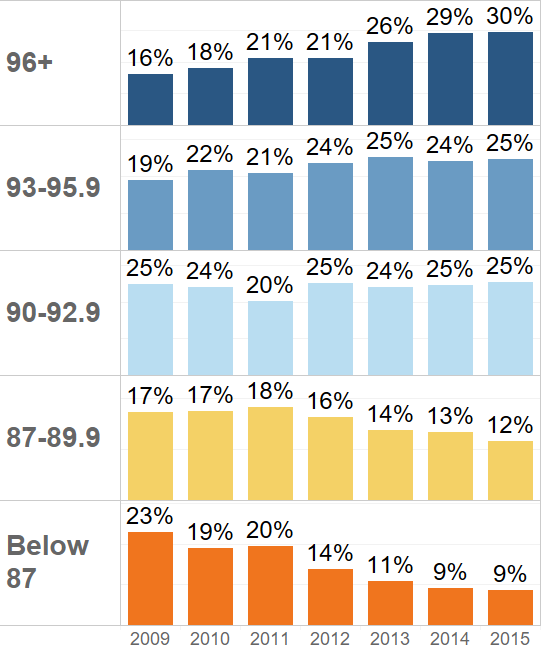 16% 18% 21% 21% 26% 29% 30%
96+
19% 22% 21% 24% 25% 24% 25%
93-95.9
25% 24% 20% 25% 24% 25% 25%
90-92.9
17% 17% 18% 16% 14% 13% 12%
87-89.9
23% 19% 20% 14% 11% 9% 9%
Below
87
2009 2010 2011 2012 2013 2014 2015